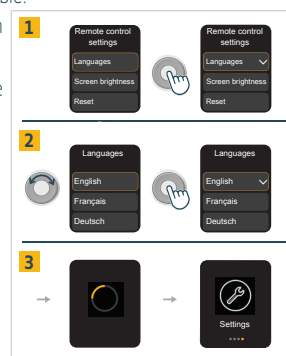 1
Remote control
settings
Languages
Screen brightness
Reset
Remote control
settings
Languages
Screen brightness
Reset
2
Languages
English
Français
Deutsch
Languages
English
Français
Deutsch
3
Settings